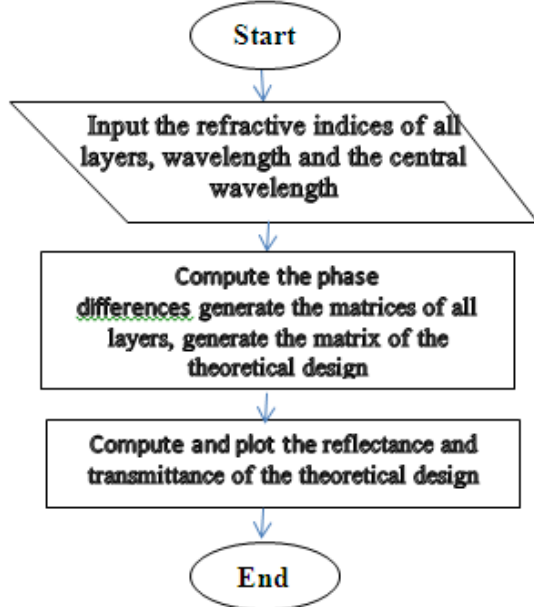 Start
Input the refractive indices of all
layers, wavelength and the central
wavelength
Compute the phase
differences generate the matrices of all
layers, generate the matrix of the
theoretical design
Compute and plot the reflectance and
transmittance of the theoretical design
End